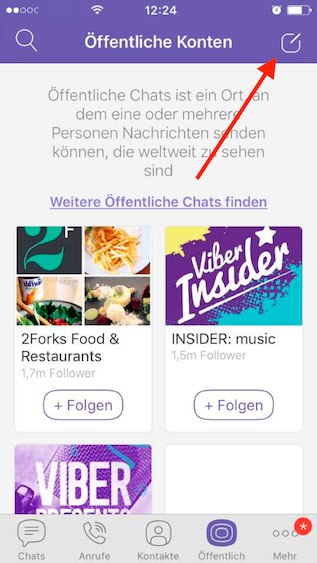 12:24
Öffentliche Konten
Öffentliche Chats ist ein Ort, an
dem eine oder mehrere
Personen Nachrichten senden
können, die weltweit zu sehen
sind
Weitere Öffentliche Chats finden
2 F
Viber
Insider
2Forks Food &
Restaurants
1,7m Follower
INSIDER: music
1,5m Follower
+ Folgen
+ Folgen
VIBER
PRESENTS
Chats
Anrufe
Kontakte
Öffentlich
Mehr